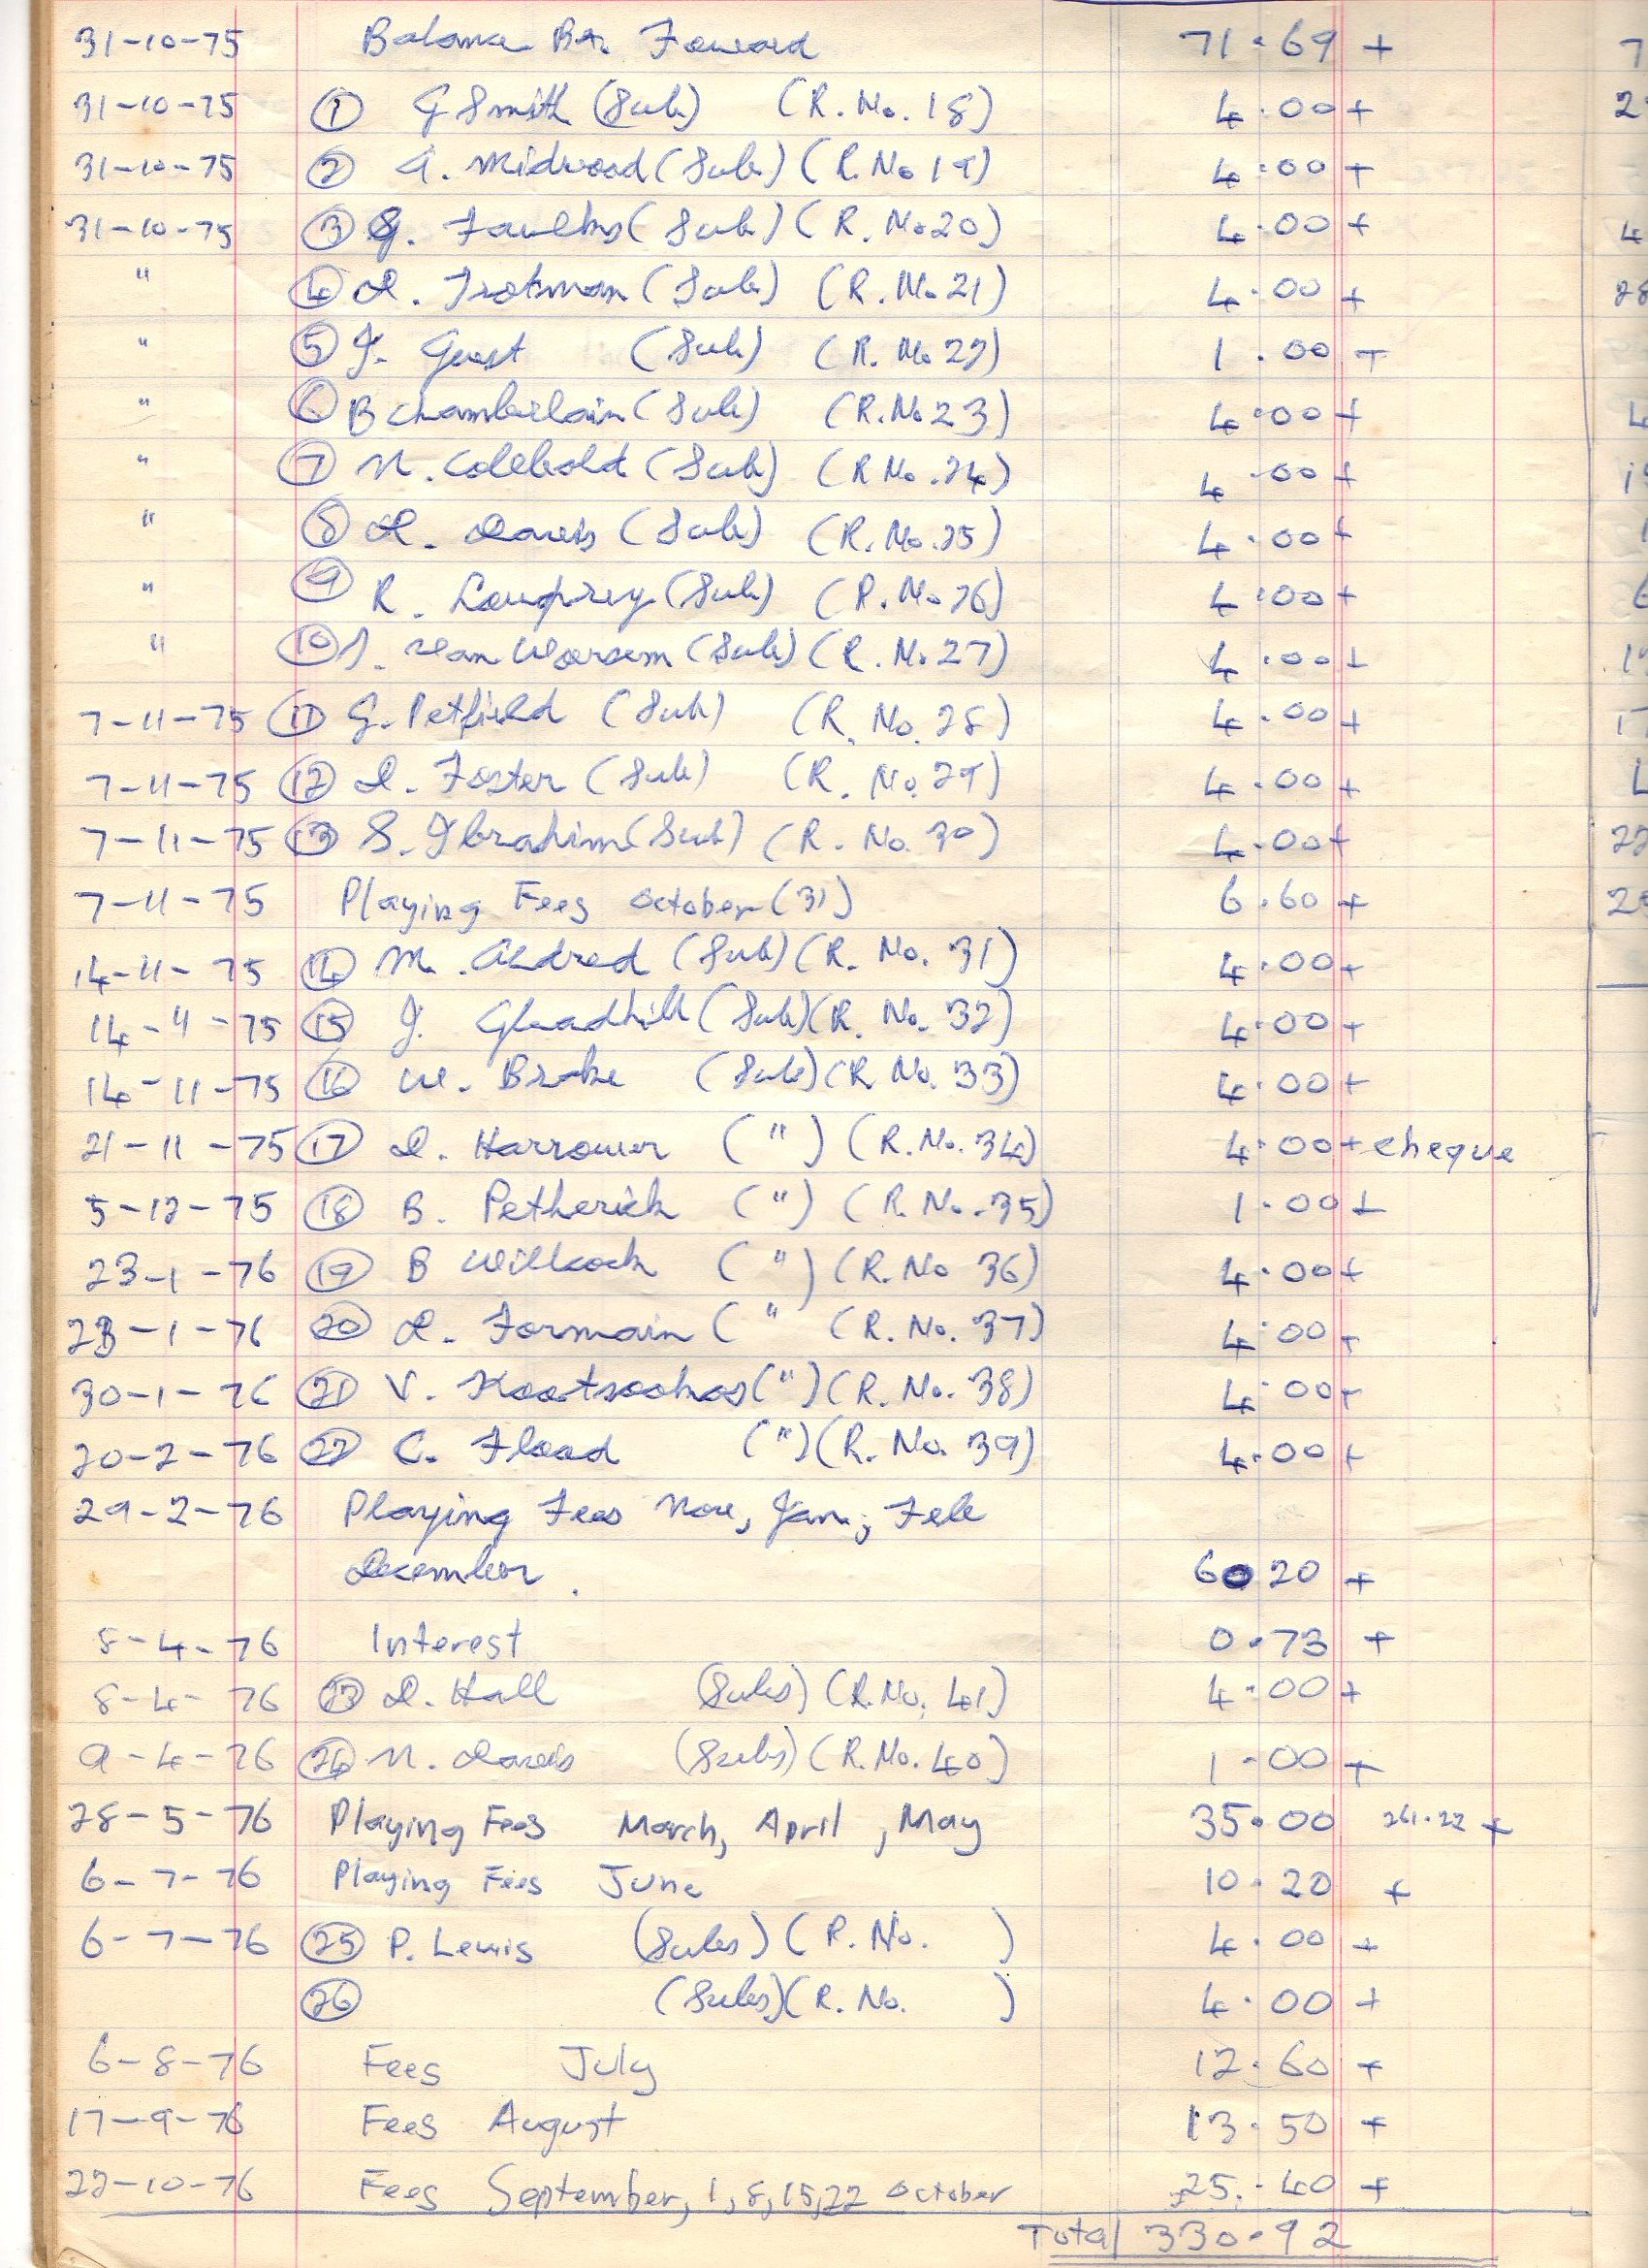 31-10-75 Balance Bt. Foward 71.69 +
31-10-75 ① G Smith (Sub) (R. No. 18) 4.00 +
31-10-75 ② A. Midwood (Sub) (R. No 19) 4.00 +
31-10-75 ③ G. Faulks (Sub) (R. No 20) 4.00 +
" ④ D. Trotman (Sub) (R. No 21) 4.00 +
" ⑤ J. Guest (Sub) (R. No 22) 1.00 +
" ⑥ B Chamberlain (Sub) (R. No 23) 4.00 +
" ⑦ N. Colebold (Sub) (R No. 24) 4.00 +
" ⑧ D. Davis (Sub) (R. No. 25) 4.00 +
" ⑨ R. (Sub) (R. No 26) 4.00 +
" ⑩ (Sub) (R. No 27) 4.00 +
7-11-75 ⑪ G. Petfield (Sub) (R. No. 28) 4.00 +
7-11-75 ⑫ D. Foster (Sub) (R. No. 29) 4.00 +
7-11-75 ⑬ S. Ibrahim (Sub) (R. No. 30) 4.00 +
7-11-75 Playing Fees October (31) 6.60 +
14-11-75 ⑭ M. Aldred (Sub) (R. No. 31) 4.00 +
14-11-75 ⑮ J. Gleadhill (Sub) (R. No. 32) 4.00 +
14-11-75 ⑯ W. Brake (Sub) (R No. 33) 4.00 +
21-11-75 ⑰ D. Harrower (") (R. No. 34) 4.00 + cheque
5-12-75 ⑱ B. Petherick (") (R. No. 35) 1.00 +
23-1-76 ⑲ B Willcock (") (R. No 36) 4.00 +
23-1-76 ⑳ D. Formain (" (R. No. 37) 4.00 +
30-1-76 ㉑ V. Kootsookos (") (R. No. 38) 4.00 +
20-2-76 ㉒ C. Flood (") (R. No. 39) 4.00 +
29-2-76 Playing Fees Nov, Jan, Feb
December. 60 20 +
8-4-76 Interest 0.73 +
8-4-76 ㉓ D. Hall (Subs) (R. No. 41) 4.00 +
9-4-76 ㉔ N. Davis (Subs) (R. No. 40) 1.00 +
28-5-76 Playing Fees March, April, May 35.00 261.22 +
6-7-76 Playing Fees June 10.20 +
6-7-76 ㉕ P. Lewis (Subs) (R. No. ) 4.00 +
㉖ (Subs) (R. No. ) 4.00 +
6-8-76 Fees July 12.60 +
17-9-76 Fees August 13.50 +
22-10-76 Fees September, 1, 8, 15, 22 October 25.40 +
Total 330.92